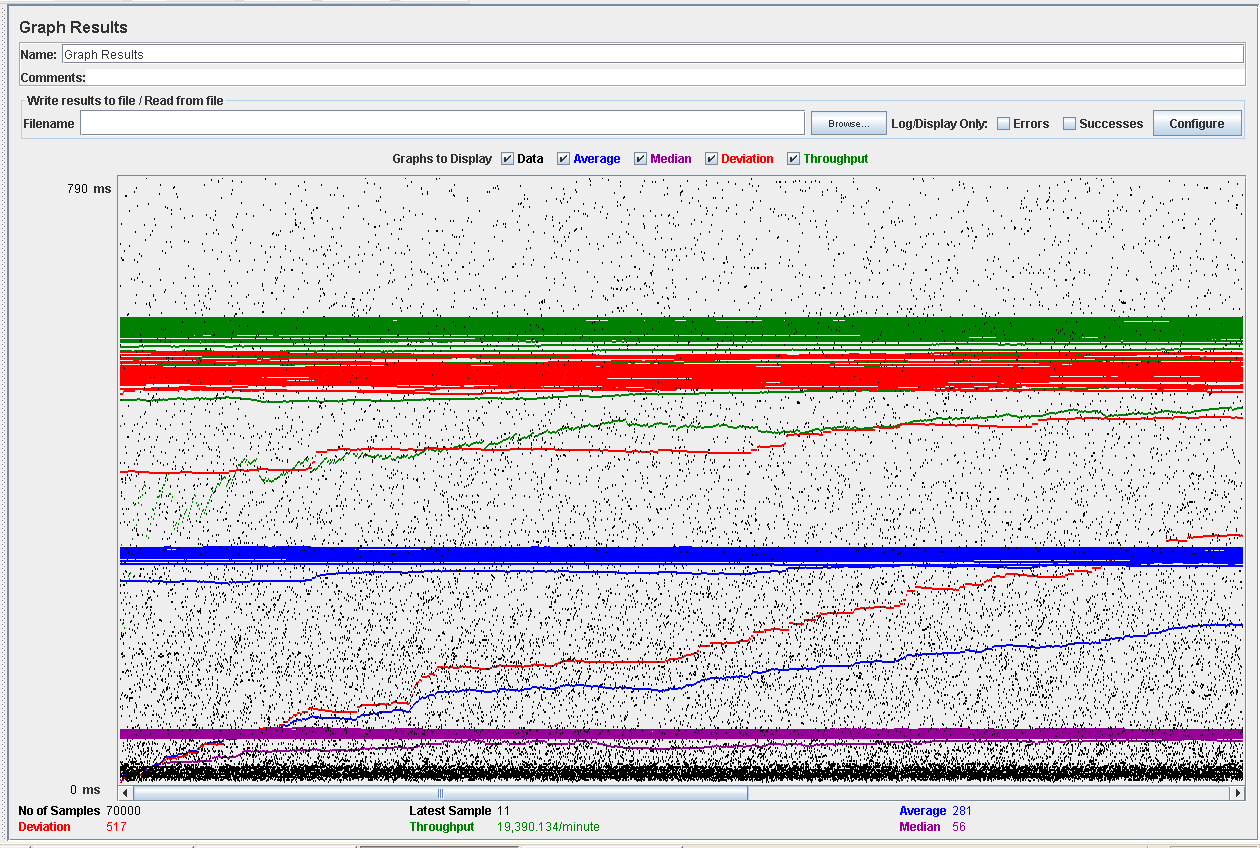 Graph Results
Name: Graph Results
Comments:
Write results to file / Read from file
Filename Browse... Log/Display Only: Errors Successes Configure
Graphs to Display Data Average Median Deviation Throughput
790 ms
0 ms
No of Samples 70000 Latest Sample 11 Average 281
Deviation 517 Throughput 19,390.134/minute Median 56